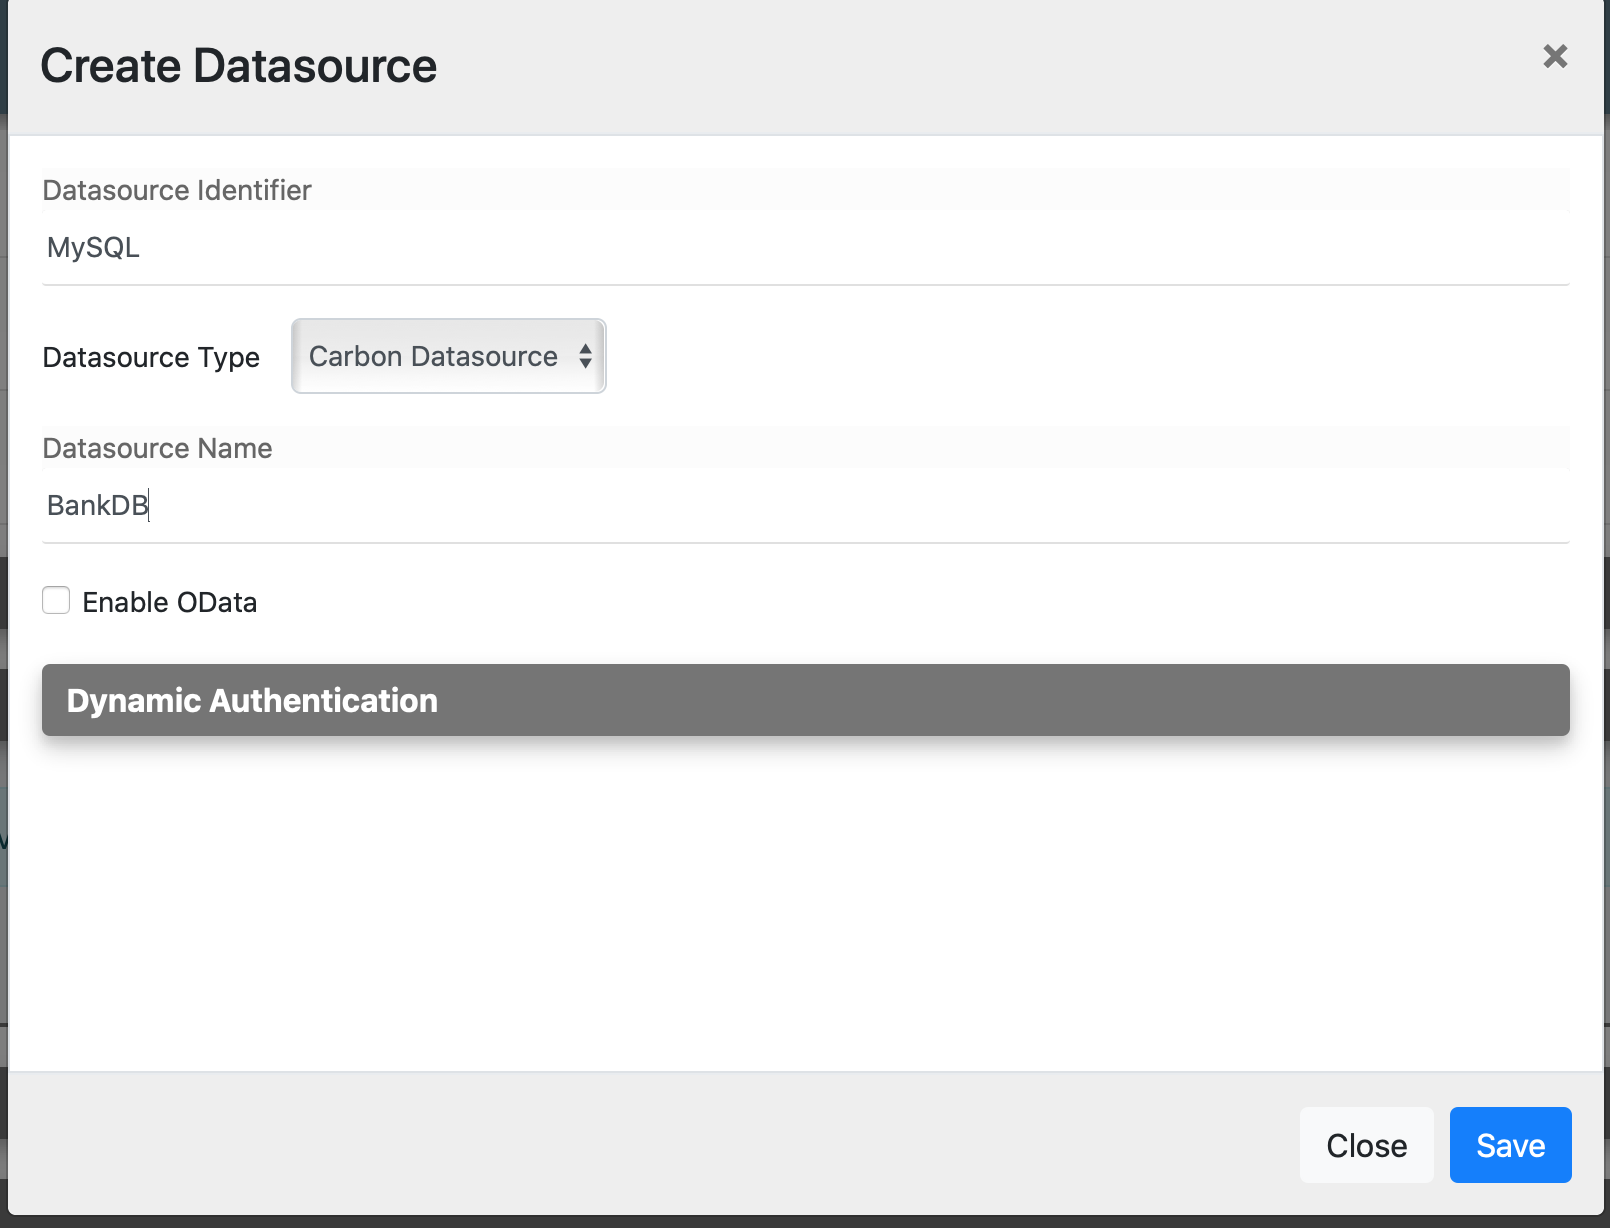 Create Datasource
Datasource Identifier
MySQL
Datasource Type Carbon Datasource
Datasource Name
BankDB
Enable OData
Dynamic Authentication
Close Save